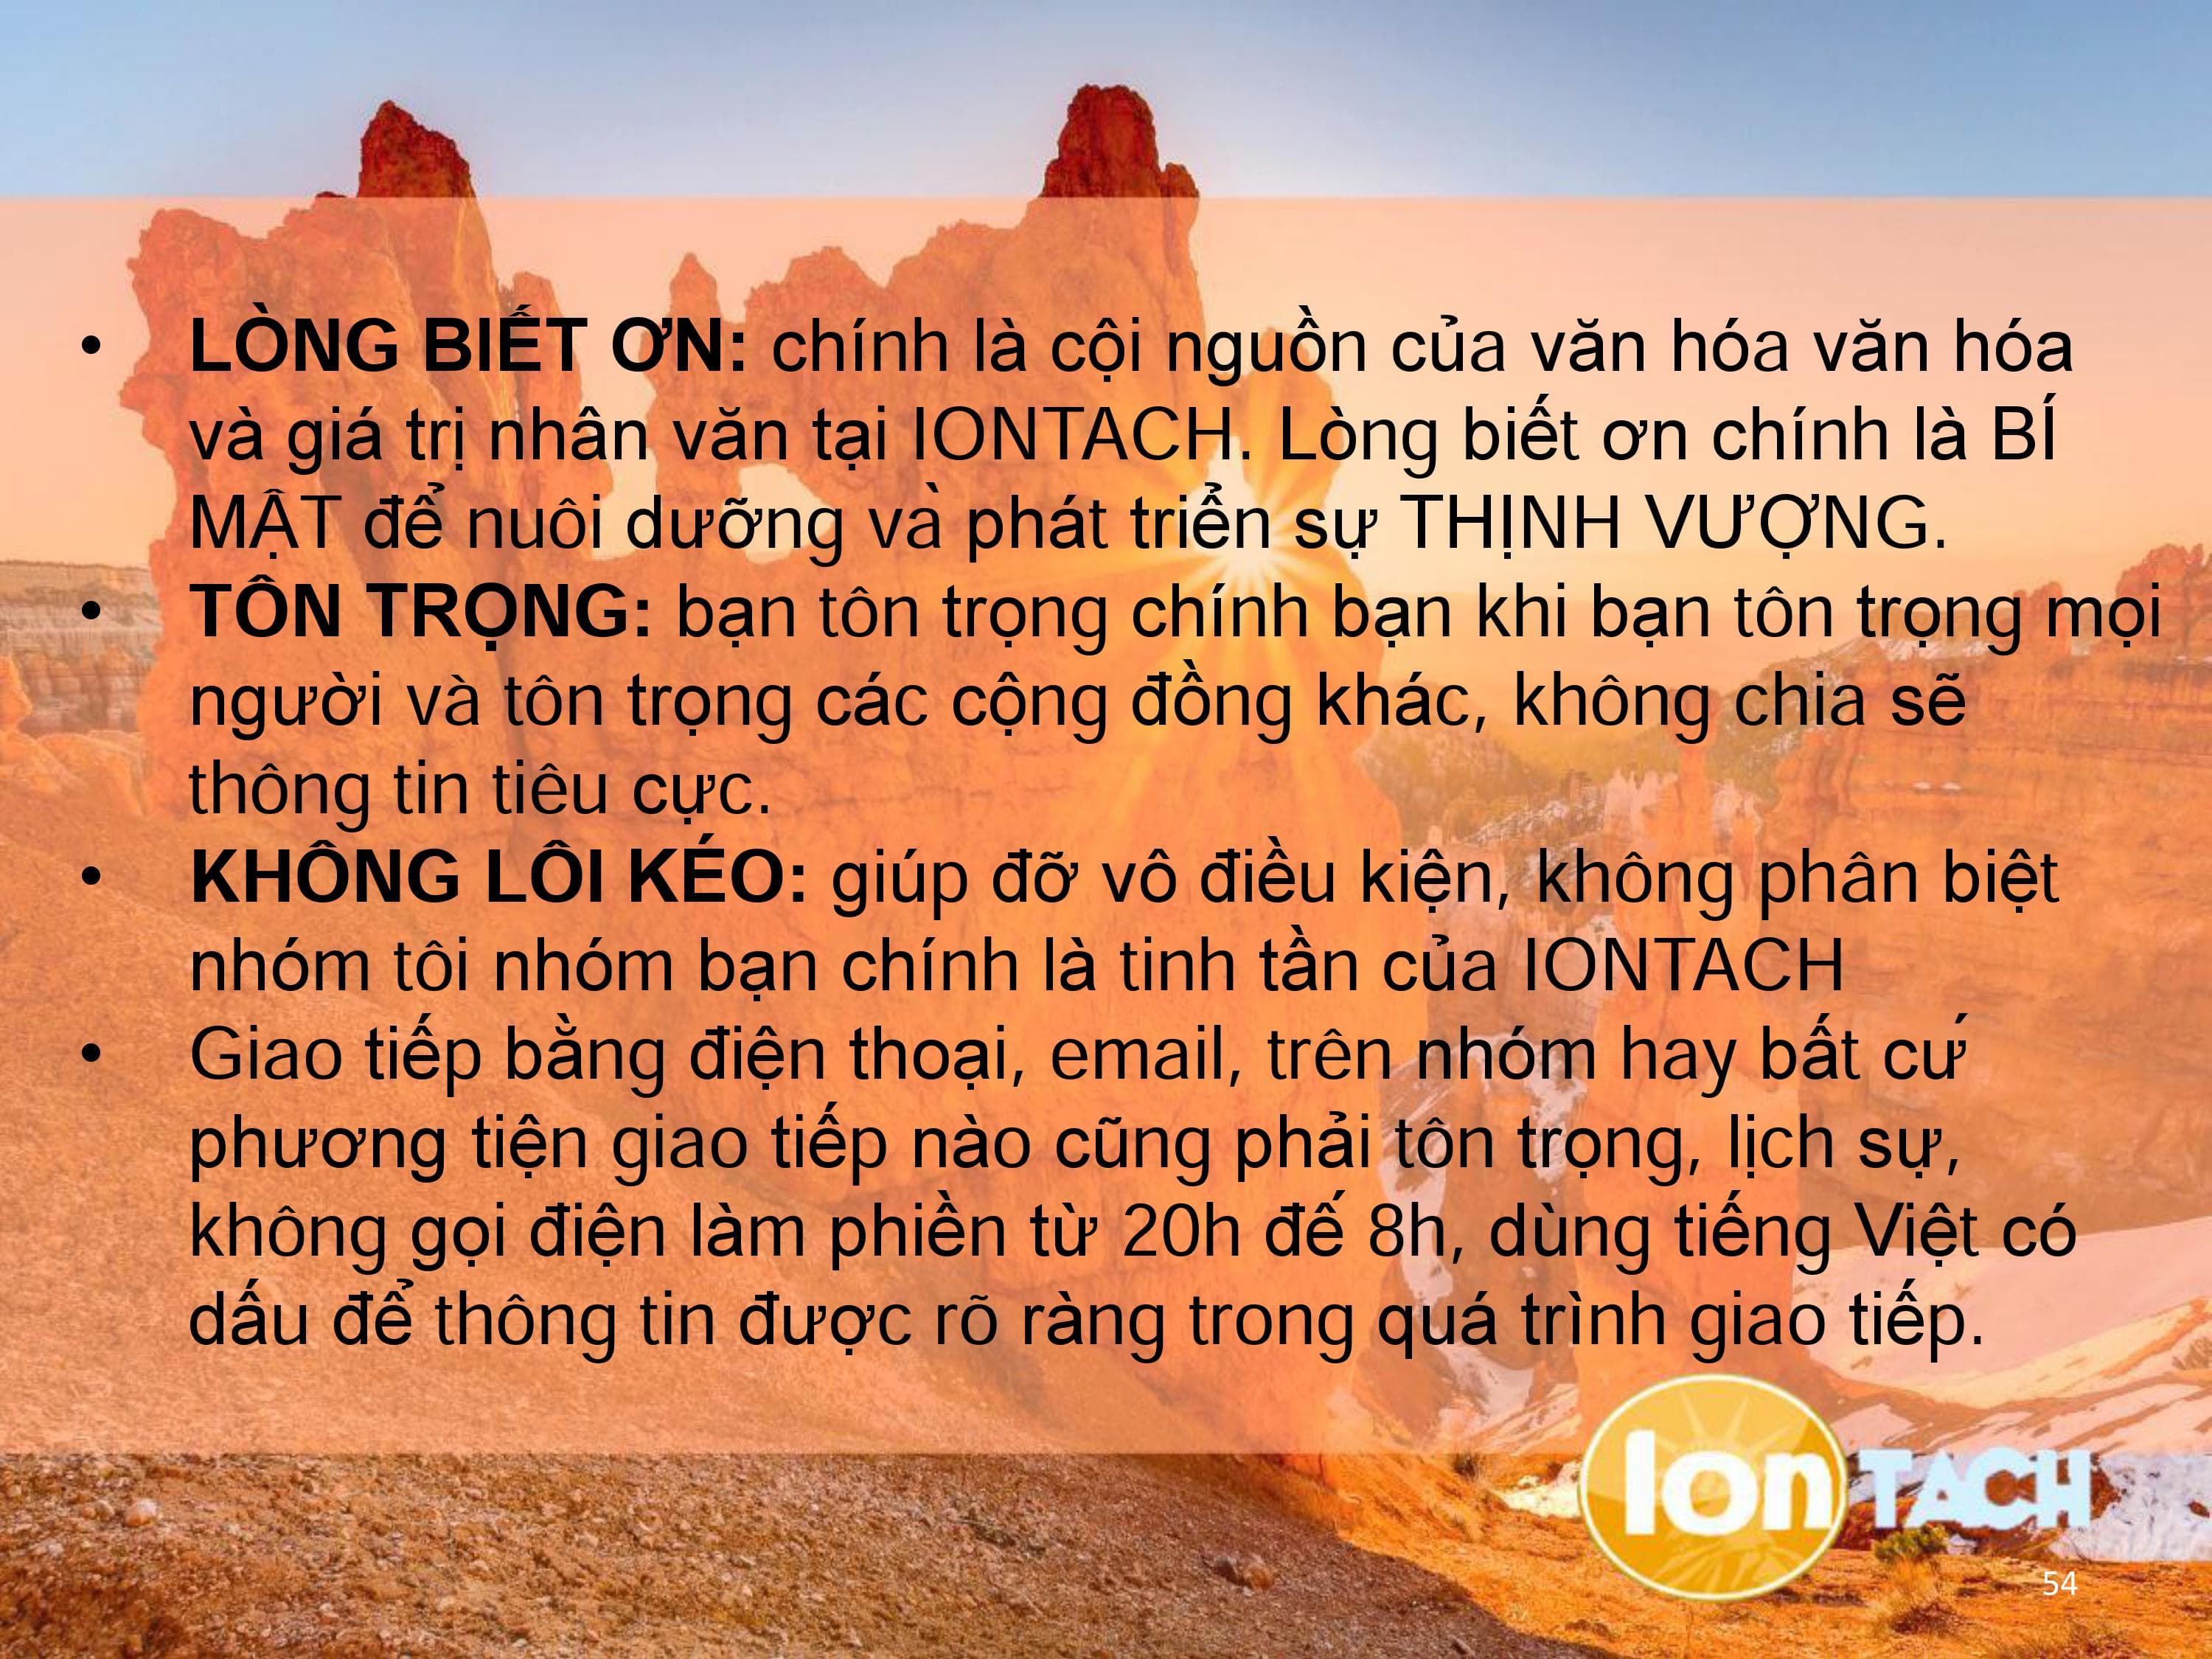 • LÒNG BIẾT ƠN: chính là cội nguồn của văn hóa văn hóa
và giá trị nhân văn tại IONTACH. Lòng biết ơn chính là BÍ
MẬT để nuôi dưỡng và phát triển sự THỊNH VƯỢNG.
• TÔN TRỌNG: bạn tôn trọng chính bạn khi bạn tôn trọng mọi
người và tôn trọng các cộng đồng khác, không chia sẽ
thông tin tiêu cực.
• KHÔNG LÔI KÉO: giúp đỡ vô điều kiện, không phân biệt
nhóm tôi nhóm bạn chính là tinh tần của IONTACH
• Giao tiếp bằng điện thoại, email, trên nhóm hay bất cứ
phương tiện giao tiếp nào cũng phải tôn trọng, lịch sự,
không gọi điện làm phiền từ 20h đế 8h, dùng tiếng Việt có
dấu để thông tin được rõ ràng trong quá trình giao tiếp.
Ion TACH
54